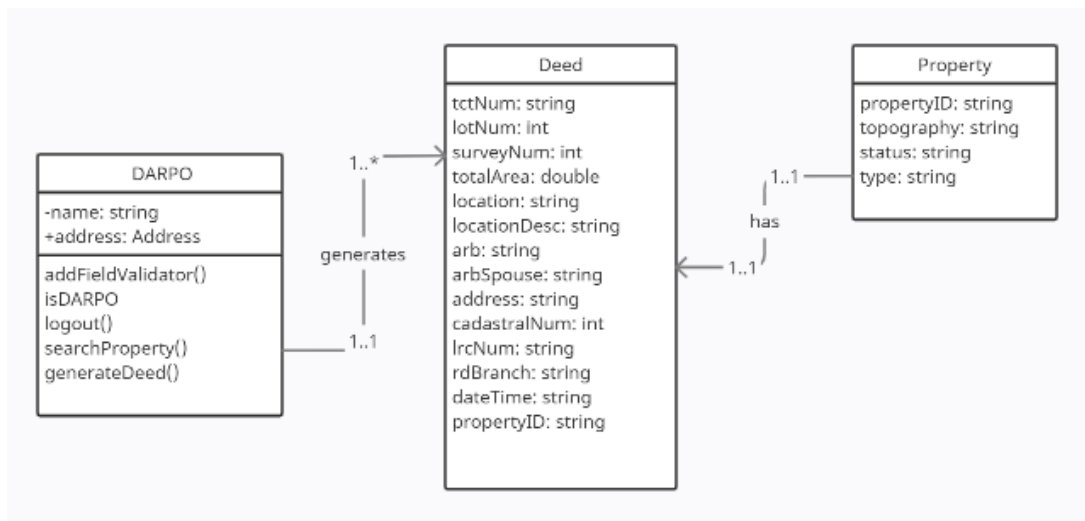 DARPO
-name: string
+address: Address
addFieldValidator()
isDARPO
logout()
searchProperty()
generateDeed()
1..*
generates
1..1
Deed
tctNum: string
lotNum: int
surveyNum: int
totalArea: double
location: string
locationDesc: string
arb: string
arbSpouse: string
address: string
cadastralNum: int
lrcNum: string
rdBranch: string
dateTime: string
propertyID: string
1..1
has
1..1
Property
propertyID: string
topography: string
status: string
type: string